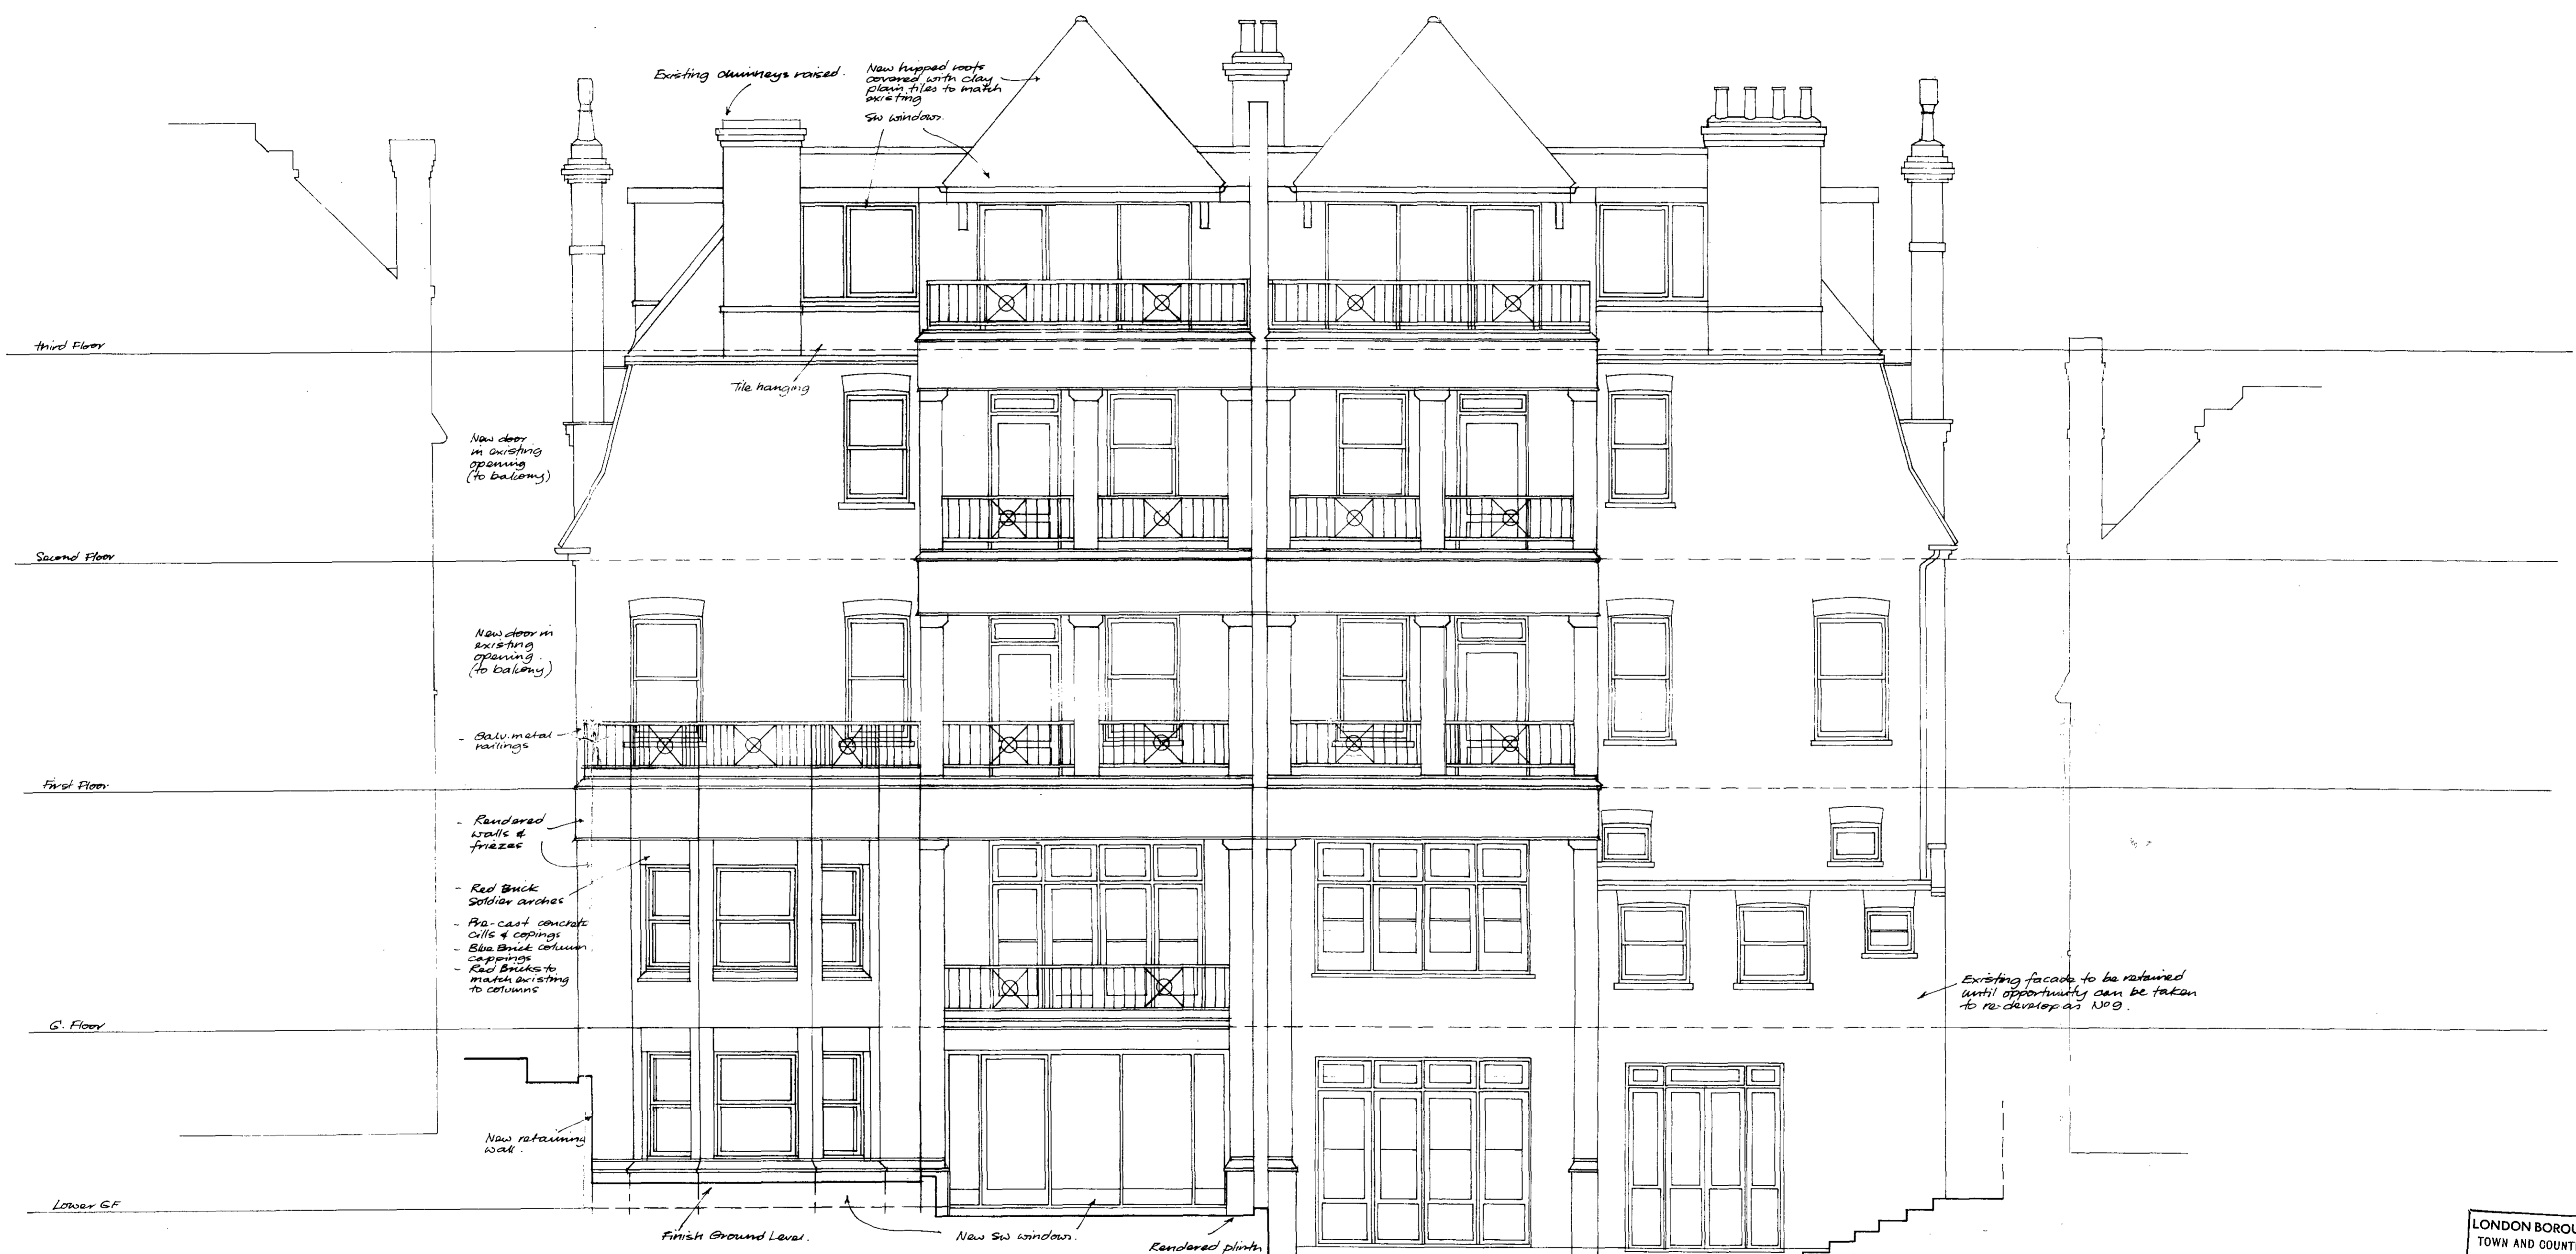 Existing chimneys raised.
New hipped roofs
covered with clay
plain tiles to match
existing
SW windows.
third Floor
Tile hanging
New door
in existing
opening
(to balcony)
Second Floor
New door in
existing
opening.
(to balcony)
- Galv. metal
railings
First Floor.
- Rendered
walls &
friezes
- Red Brick
Soldier arches
- Pre-cast concrete
cills & copings
- Blue Brick column
cappings
- Red Bricks to
match existing
to columns
Existing facade to be retained
until opportunity can be taken
to re-develop as No9.
G. Floor
New retaining
wall.
Lower GF
Finish Ground Level.
New SW windows.
Rendered plinth
LONDON BOROU
TOWN AND COUNT